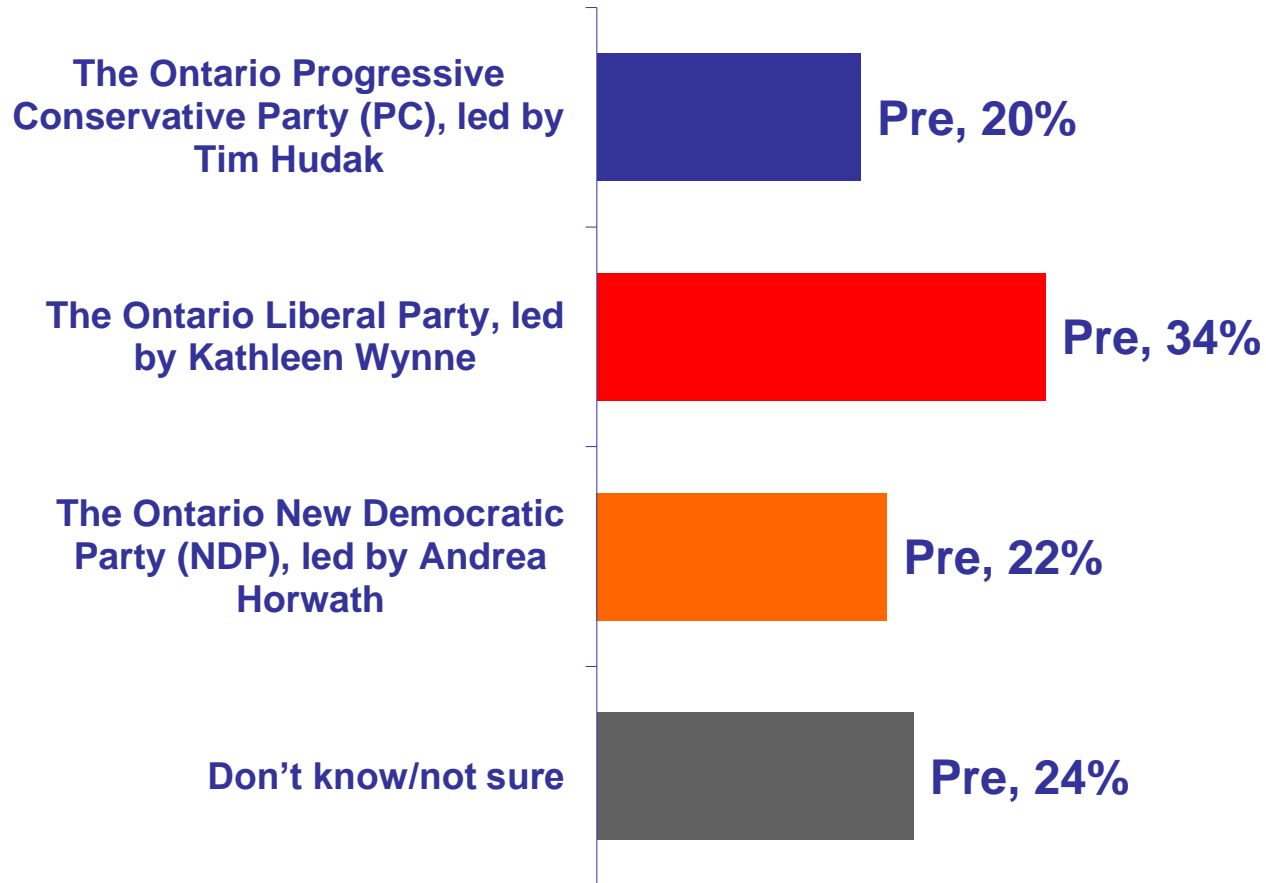 The Ontario Progressive
Conservative Party (PC), led by
Tim Hudak
Pre, 20%
The Ontario Liberal Party, led
by Kathleen Wynne
Pre, 34%
The Ontario New Democratic
Party (NDP), led by Andrea
Horwath
Pre, 22%
Don’t know/not sure
Pre, 24%